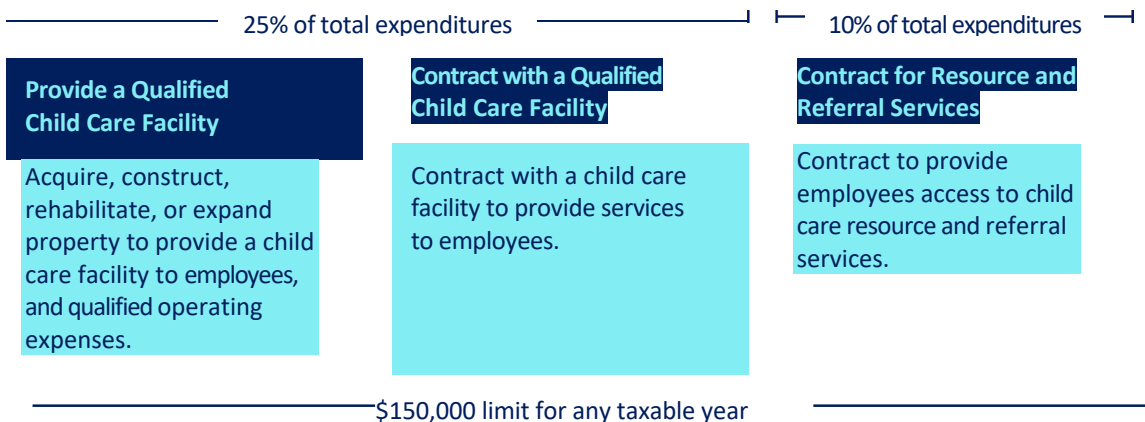 25% of total expenditures
10% of total expenditures
Provide a Qualified
Child Care Facility
Acquire, construct,
rehabilitate, or expand
property to provide a child
care facility to employees,
and qualified operating
expenses.
Contract with a Qualified
Child Care Facility
Contract with a child care
facility to provide services
to employees.
Contract for Resource and
Referral Services
Contract to provide
employees access to child
care resource and referral
services.
$150,000 limit for any taxable year